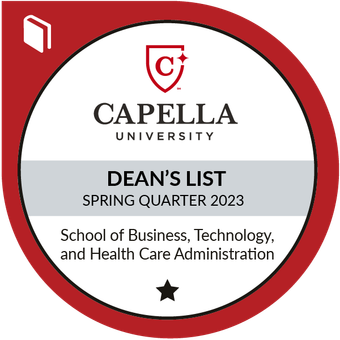 C
CAPELLA
UNIVERSITY
DEAN'S LIST
SPRING QUARTER 2023
School of Business, Technology,
and Health Care Administration